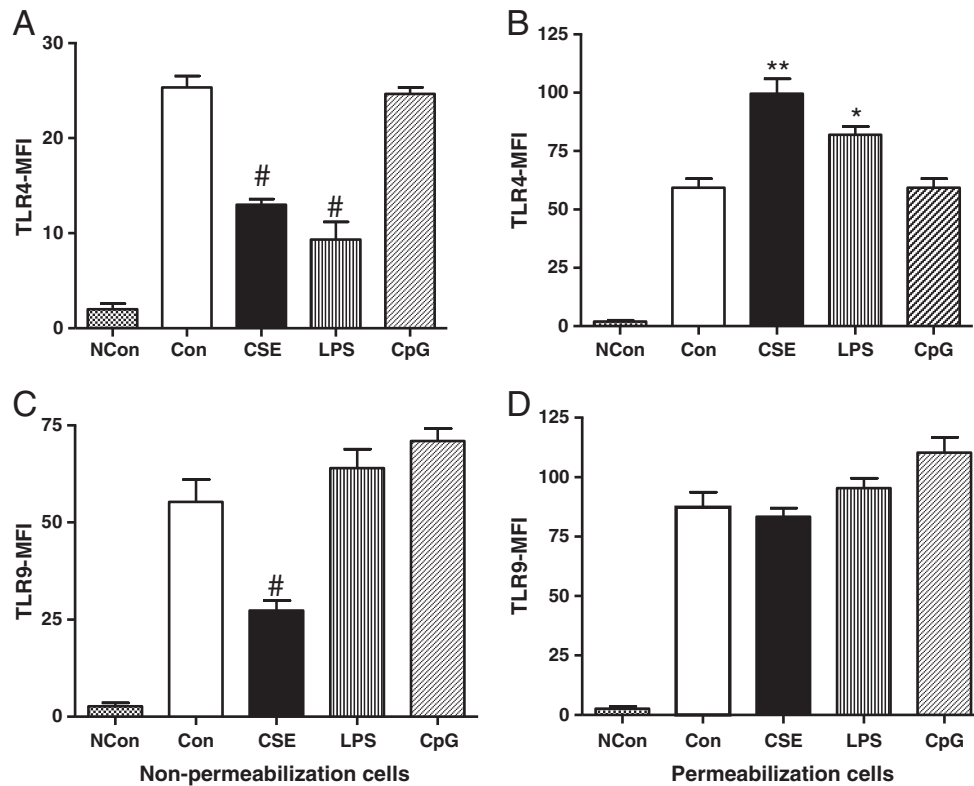 A
TLR4-MFI
30
20
10
0
#
#
NCon Con CSE LPS CpG
B
TLR4-MFI
125
100
75
50
25
0
**
*
NCon Con CSE LPS CpG
C
TLR9-MFI
75
50
25
0
#
NCon Con CSE LPS CpG
Non-permeabilization cells
D
TLR9-MFI
125
100
75
50
25
0
NCon Con CSE LPS CpG
Permeabilization cells